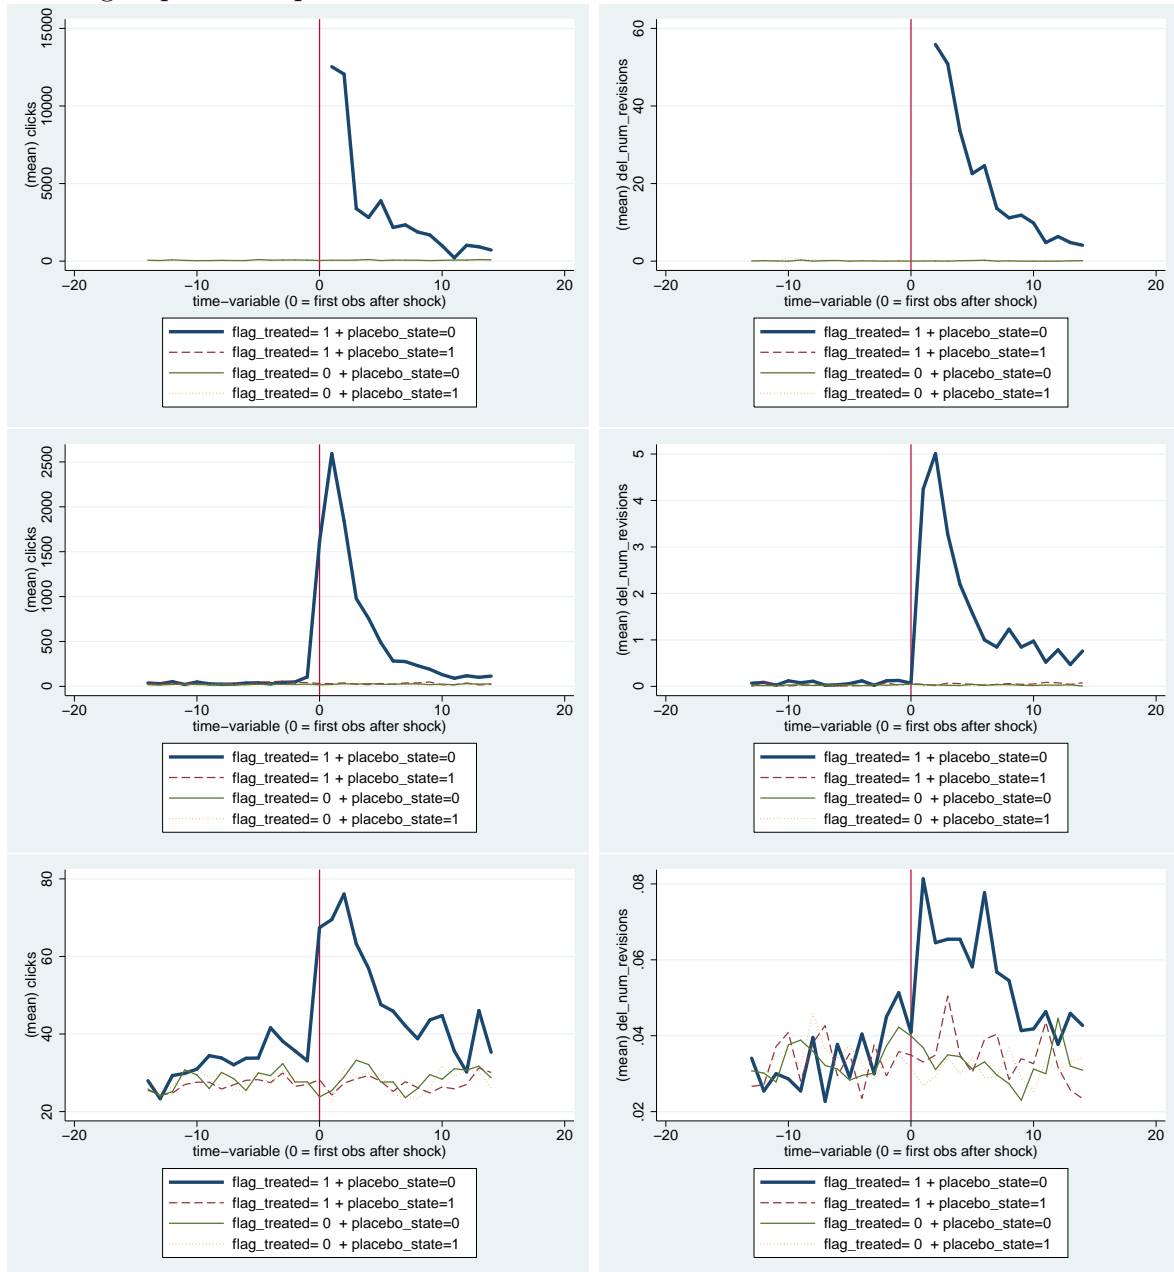 (mean) clicks
0 5000 10000 15000
−20 −10 0 10 20
time−variable (0 = first obs after shock)
flag_treated= 1 + placebo_state=0
flag_treated= 1 + placebo_state=1
flag_treated= 0 + placebo_state=0
flag_treated= 0 + placebo_state=1
(mean) del_num_revisions
0 20 40 60
−20 −10 0 10 20
time−variable (0 = first obs after shock)
flag_treated= 1 + placebo_state=0
flag_treated= 1 + placebo_state=1
flag_treated= 0 + placebo_state=0
flag_treated= 0 + placebo_state=1
(mean) clicks
0 500 1000 1500 2000 2500
−20 −10 0 10 20
time−variable (0 = first obs after shock)
flag_treated= 1 + placebo_state=0
flag_treated= 1 + placebo_state=1
flag_treated= 0 + placebo_state=0
flag_treated= 0 + placebo_state=1
(mean) del_num_revisions
0 1 2 3 4 5
−20 −10 0 10 20
time−variable (0 = first obs after shock)
flag_treated= 1 + placebo_state=0
flag_treated= 1 + placebo_state=1
flag_treated= 0 + placebo_state=0
flag_treated= 0 + placebo_state=1
(mean) clicks
20 40 60 80
−20 −10 0 10 20
time−variable (0 = first obs after shock)
flag_treated= 1 + placebo_state=0
flag_treated= 1 + placebo_state=1
flag_treated= 0 + placebo_state=0
flag_treated= 0 + placebo_state=1
(mean) del_num_revisions
.02 .04 .06 .08
−20 −10 0 10 20
time−variable (0 = first obs after shock)
flag_treated= 1 + placebo_state=0
flag_treated= 1 + placebo_state=1
flag_treated= 0 + placebo_state=0
flag_treated= 0 + placebo_state=1